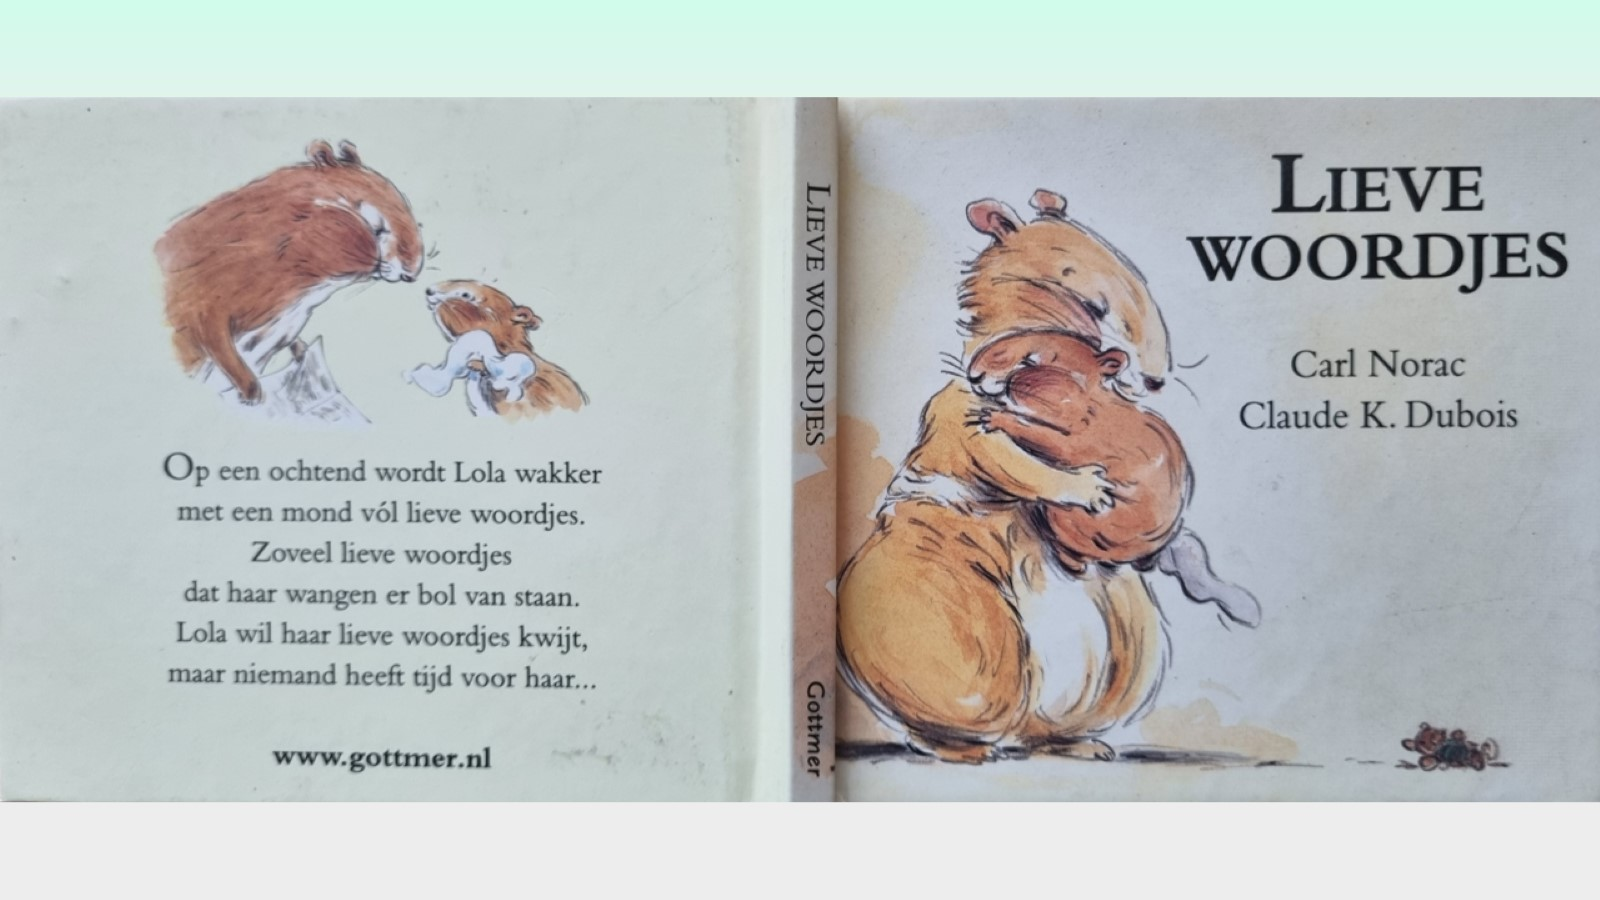 Op een ochtend wordt Lola wakker
met een mond vól lieve woordjes.
Zoveel lieve woordjes
dat haar wangen er bol van staan.
Lola wil haar lieve woordjes kwijt,
maar niemand heeft tijd voor haar...
www.gottmer.nl
LIEVE WOORDJES
Gottmer
LIEVE
WOORDJES
Carl Norac
Claude K. Dubois